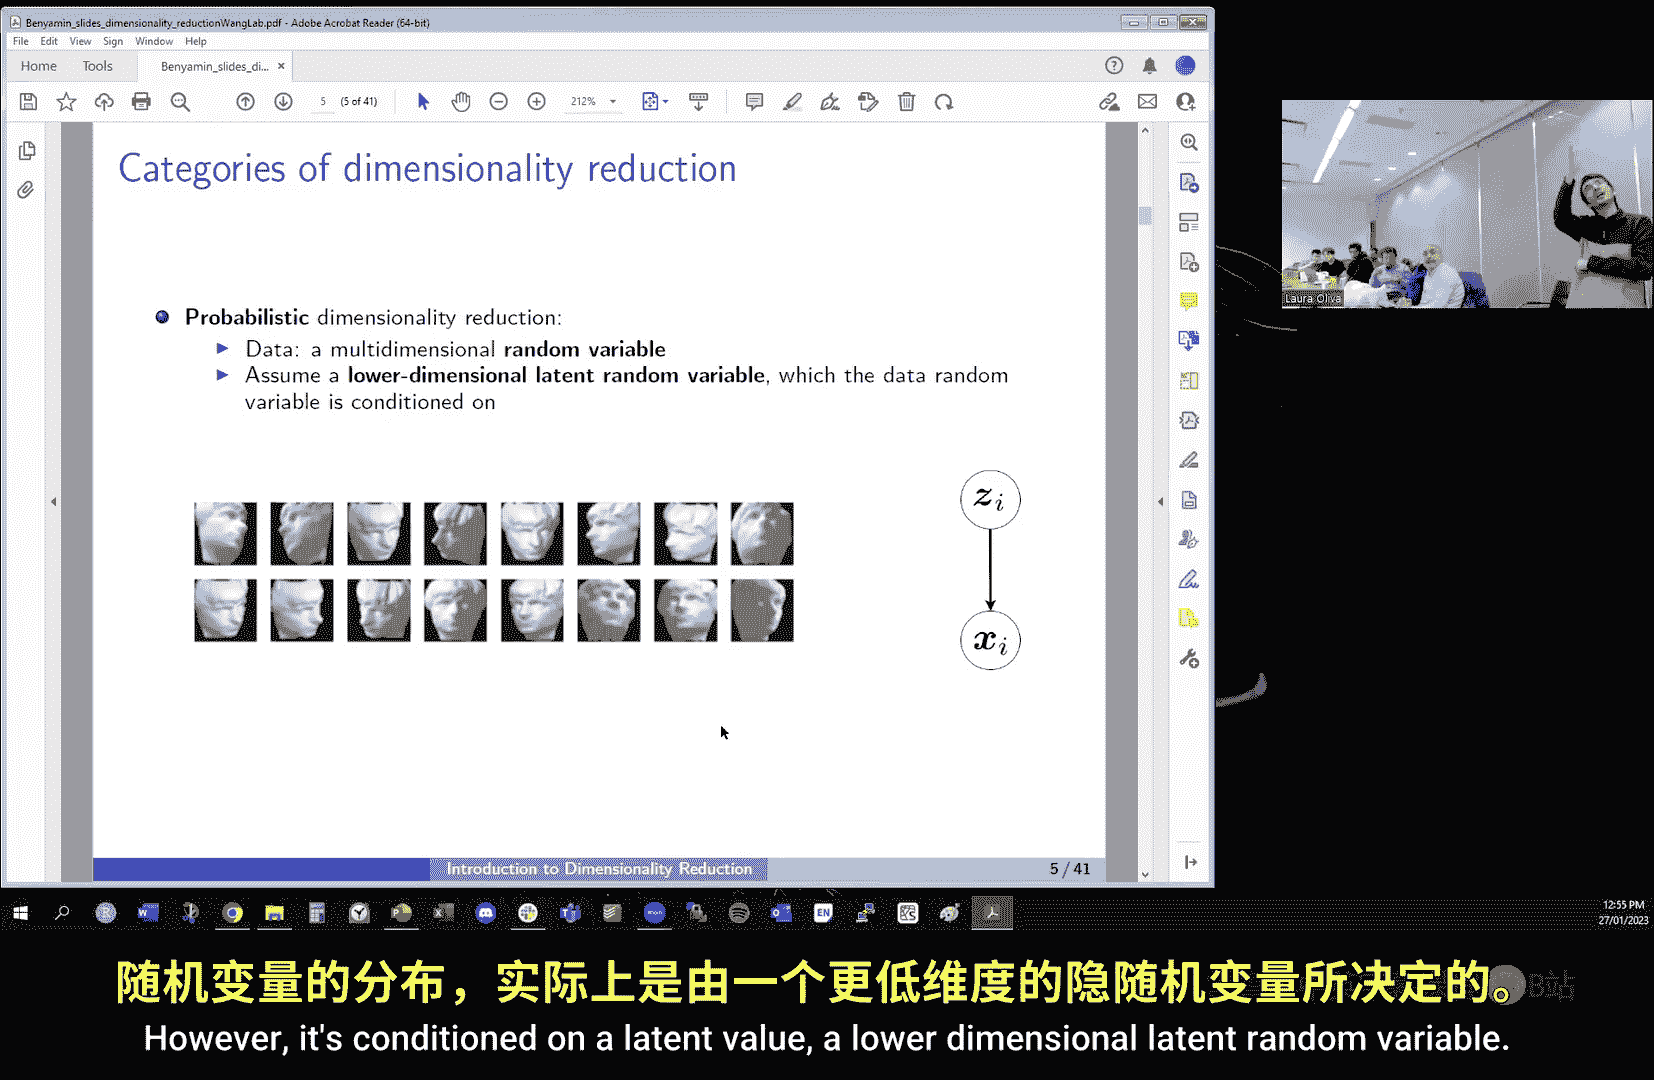 Benyamin_slides_dimensionality_reductionWangLab.pdf - Adobe Acrobat Reader (64-bit)
File Edit View Sign Window Help
Home Tools Benyamin_slides_di... ×
5 (5 of 41) 212%
Categories of dimensionality reduction
Probabilistic dimensionality reduction:
Data: a multidimensional random variable
Assume a lower-dimensional latent random variable, which the data random
variable is conditioned on
z_i
x_i
Introduction to Dimensionality Reduction 5 / 41
Laura Oliva
EN
12:55 PM
27/01/2023
随机变量的分布，实际上是由一个更低维度的隐随机变量所决定的。
B站
However, it's conditioned on a latent value, a lower dimensional latent random variable.